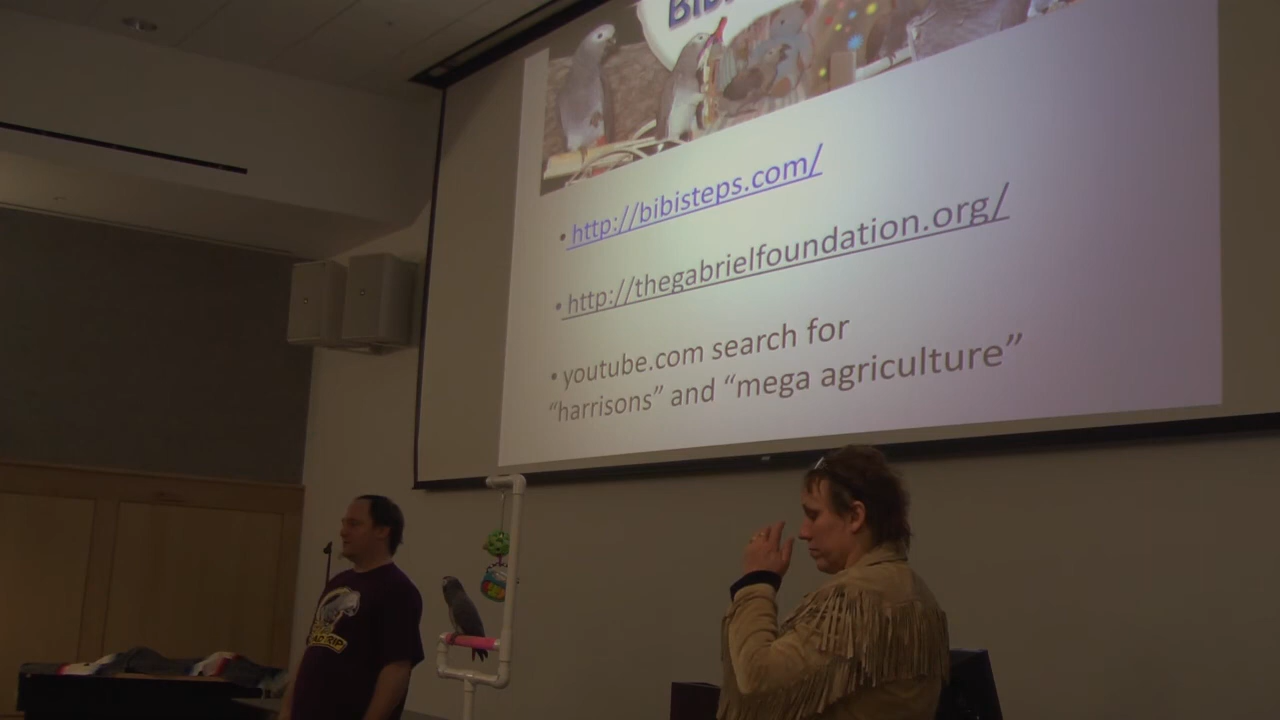 • http://bibisteps.com/
• http://thegabrielfoundation.org/
• youtube.com search for
“harrisons” and “mega agriculture”